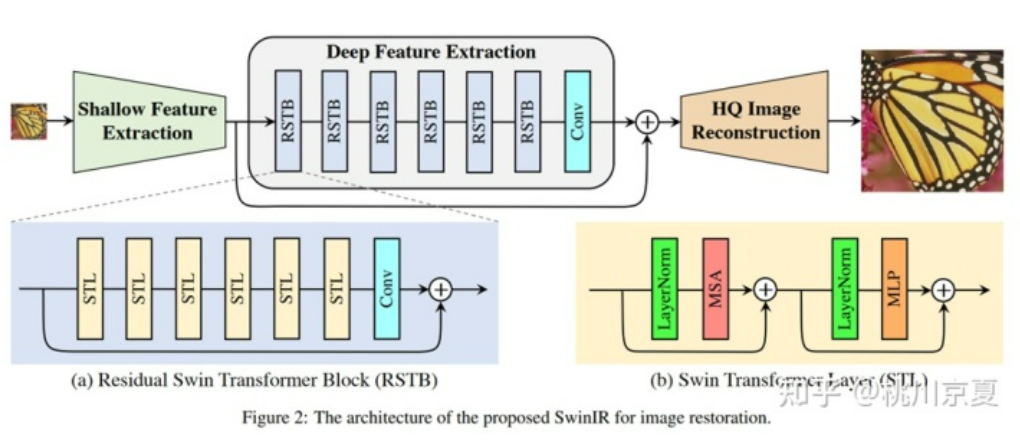 Deep Feature Extraction
Shallow Feature
Extraction
RSTB
RSTB
RSTB
RSTB
RSTB
RSTB
Conv
+
HQ Image
Reconstruction
STL
STL
STL
STL
STL
STL
Conv
+
LayerNorm
MSA
+
LayerNorm
MLP
+
(a) Residual Swin Transformer Block (RSTB)
(b) Swin Transformer Layer (STL)
知乎 @桃川京夏
Figure 2: The architecture of the proposed SwinIR for image restoration.